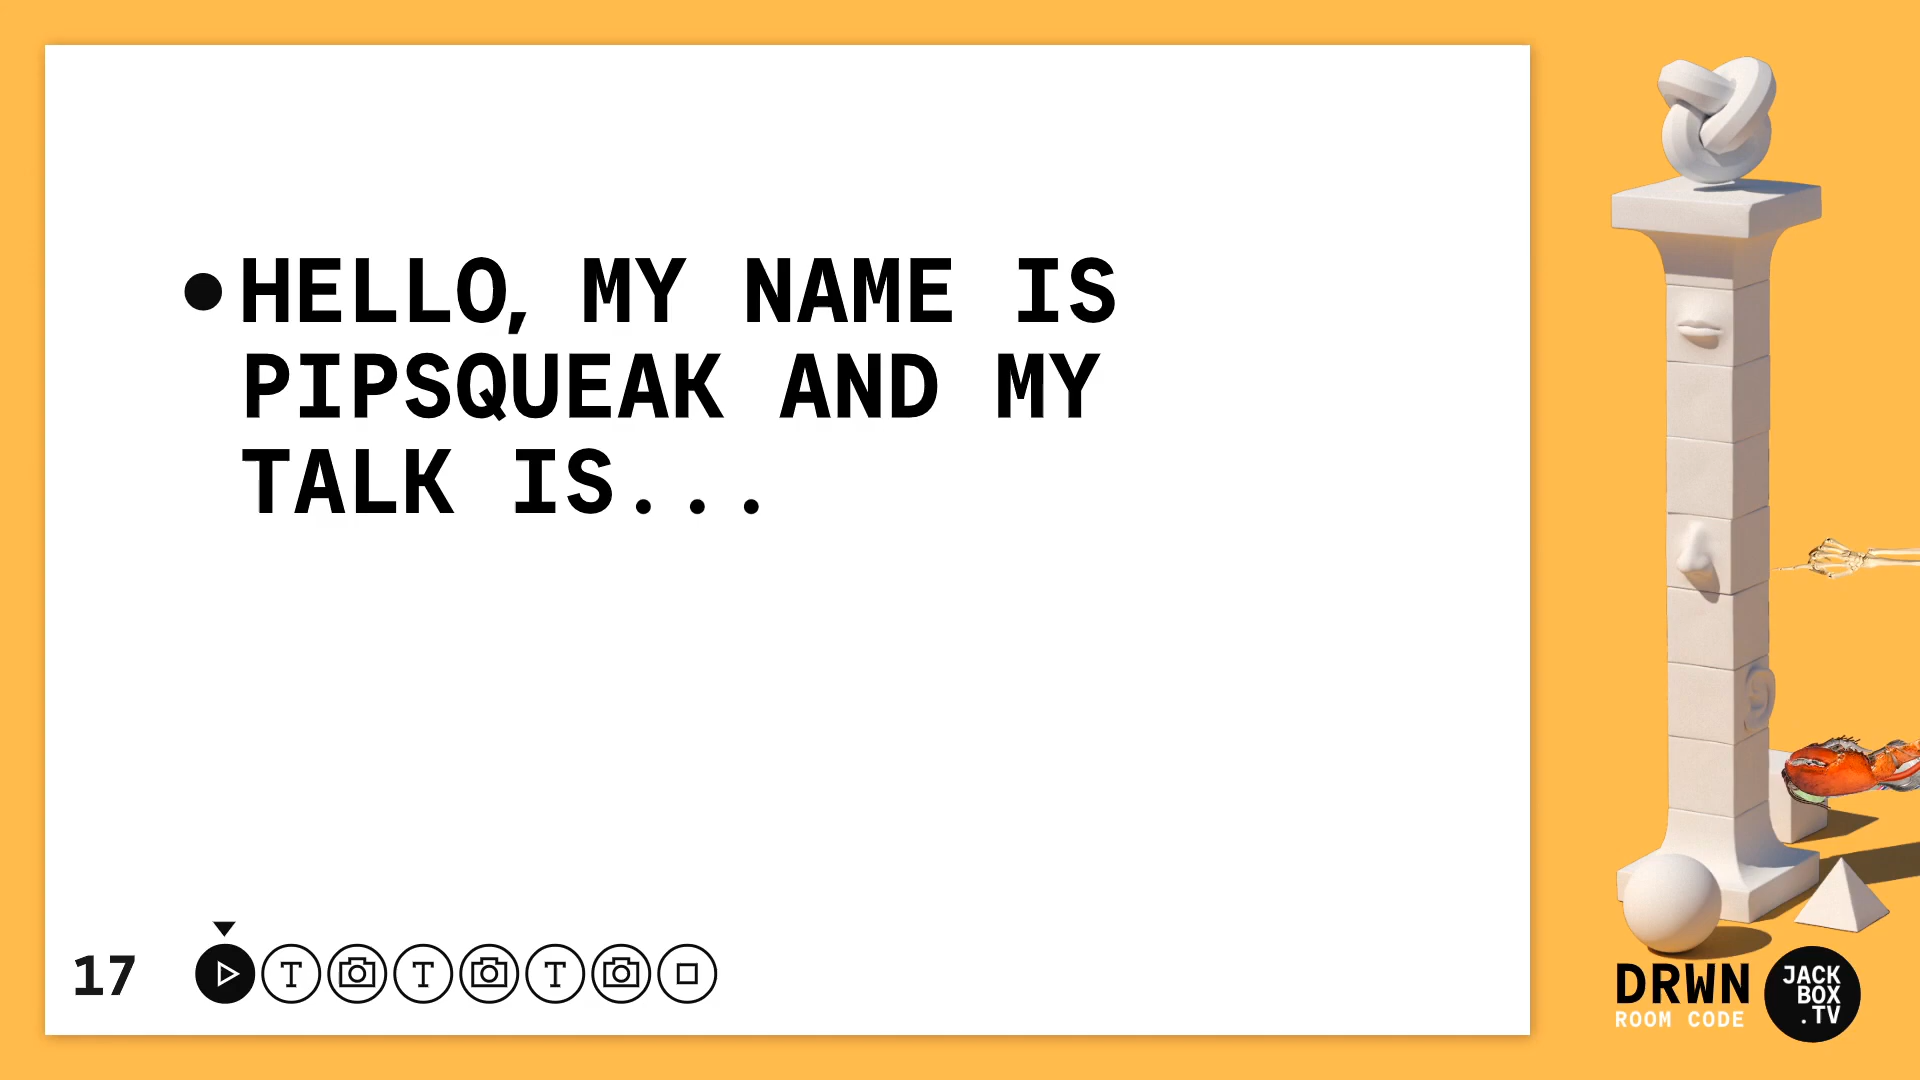 •HELLO, MY NAME IS
PIPSQUEAK AND MY
TALK IS...
17
T
T
T
DRWN
ROOM CODE
JACK
BOX
.TV